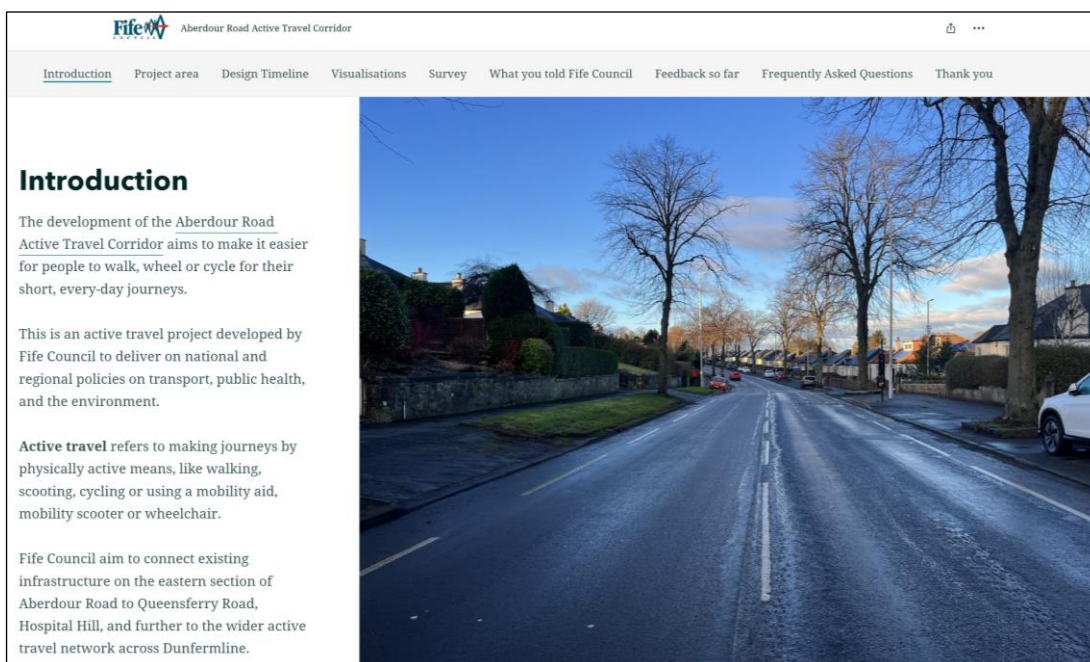 Fife
COUNCIL
Aberdour Road Active Travel Corridor
Introduction Project area Design Timeline Visualisations Survey What you told Fife Council Feedback so far Frequently Asked Questions Thank you
Introduction
The development of the Aberdour Road
Active Travel Corridor aims to make it easier
for people to walk, wheel or cycle for their
short, every-day journeys.
This is an active travel project developed by
Fife Council to deliver on national and
regional policies on transport, public health,
and the environment.
Active travel refers to making journeys by
physically active means, like walking,
scooting, cycling or using a mobility aid,
mobility scooter or wheelchair.
Fife Council aim to connect existing
infrastructure on the eastern section of
Aberdour Road to Queensferry Road,
Hospital Hill, and further to the wider active
travel network across Dunfermline.